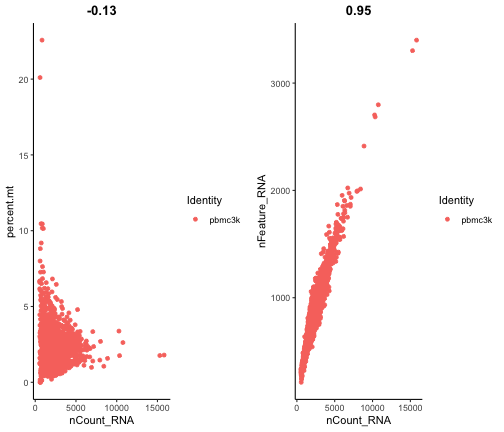 -0.13
percent.mt
20
15
10
5
0
0 5000 10000 15000
nCount_RNA
Identity
pbmc3k
0.95
nFeature_RNA
3000
2000
1000
0 5000 10000 15000
nCount_RNA
Identity
pbmc3k